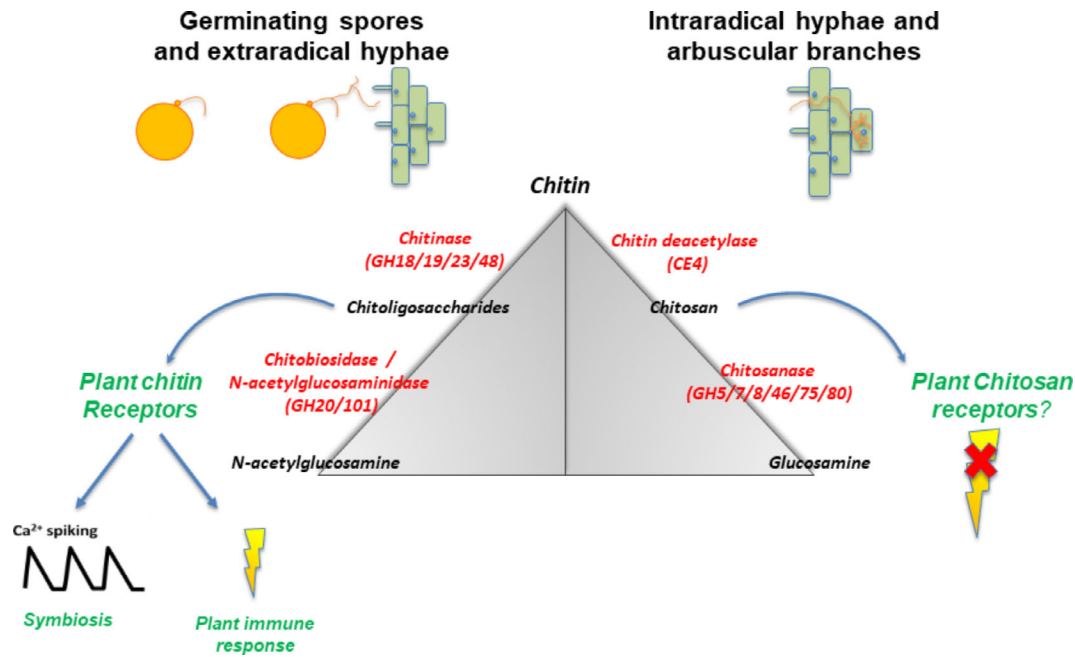 Germinating spores
and extraradical hyphae
Intraradical hyphae and
arbuscular branches
Chitin
Chitinase
(GH18/19/23/48)
Chitin deacetylase
(CE4)
Chitoligosaccharides
Chitosan
Chitobiosidase /
N-acetylglucosaminidase
(GH20/101)
Chitosanase
(GH5/7/8/46/75/80)
Plant chitin
Receptors
Plant Chitosan
receptors?
N-acetylglucosamine
Glucosamine
Ca²⁺ spiking
Symbiosis
Plant immune
response